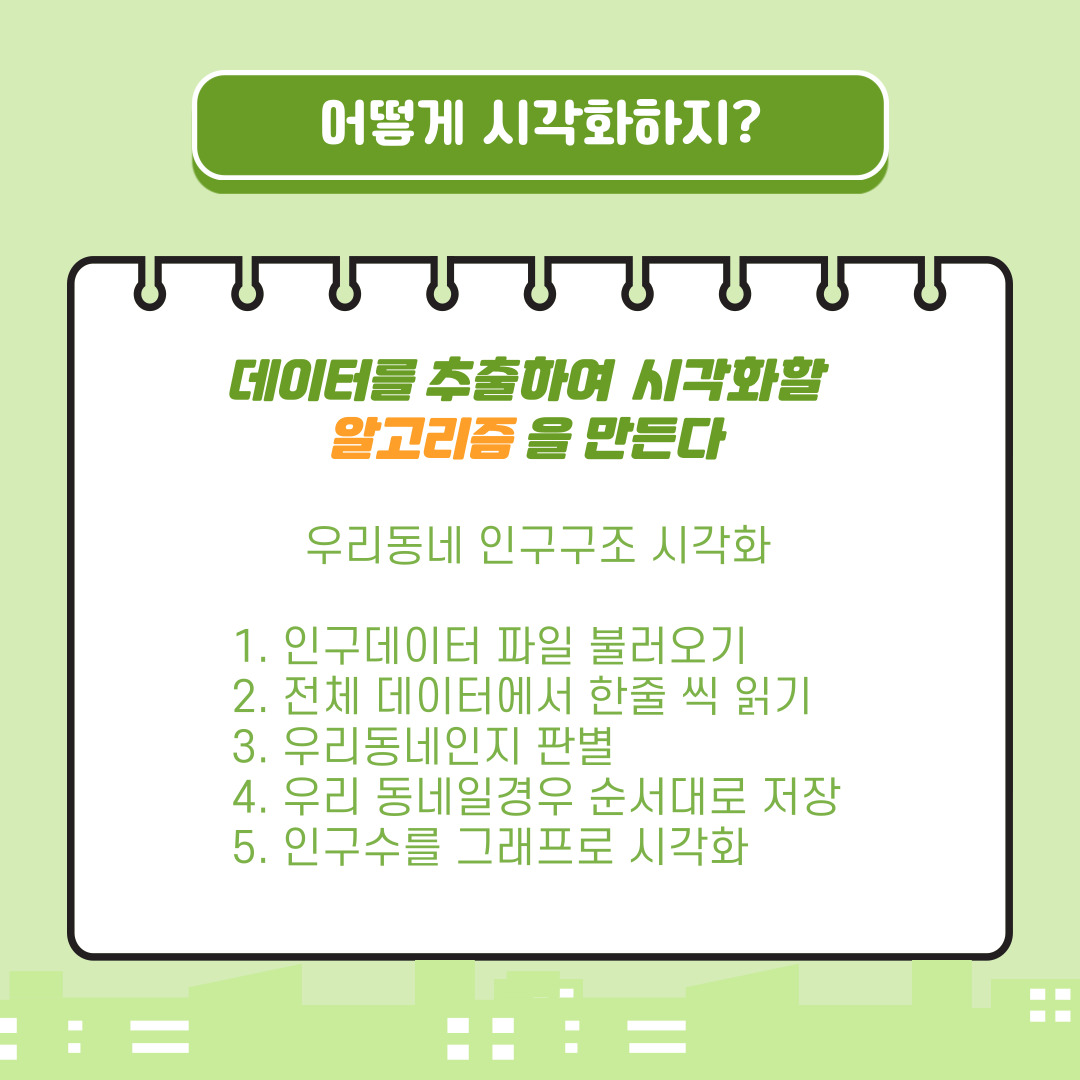 어떻게 시각화하지?
데이터를 추출하여 시각화할
알고리즘 을 만든다
우리동네 인구구조 시각화
1. 인구데이터 파일 불러오기
2. 전체 데이터에서 한줄 씩 읽기
3. 우리동네인지 판별
4. 우리 동네일경우 순서대로 저장
5. 인구수를 그래프로 시각화